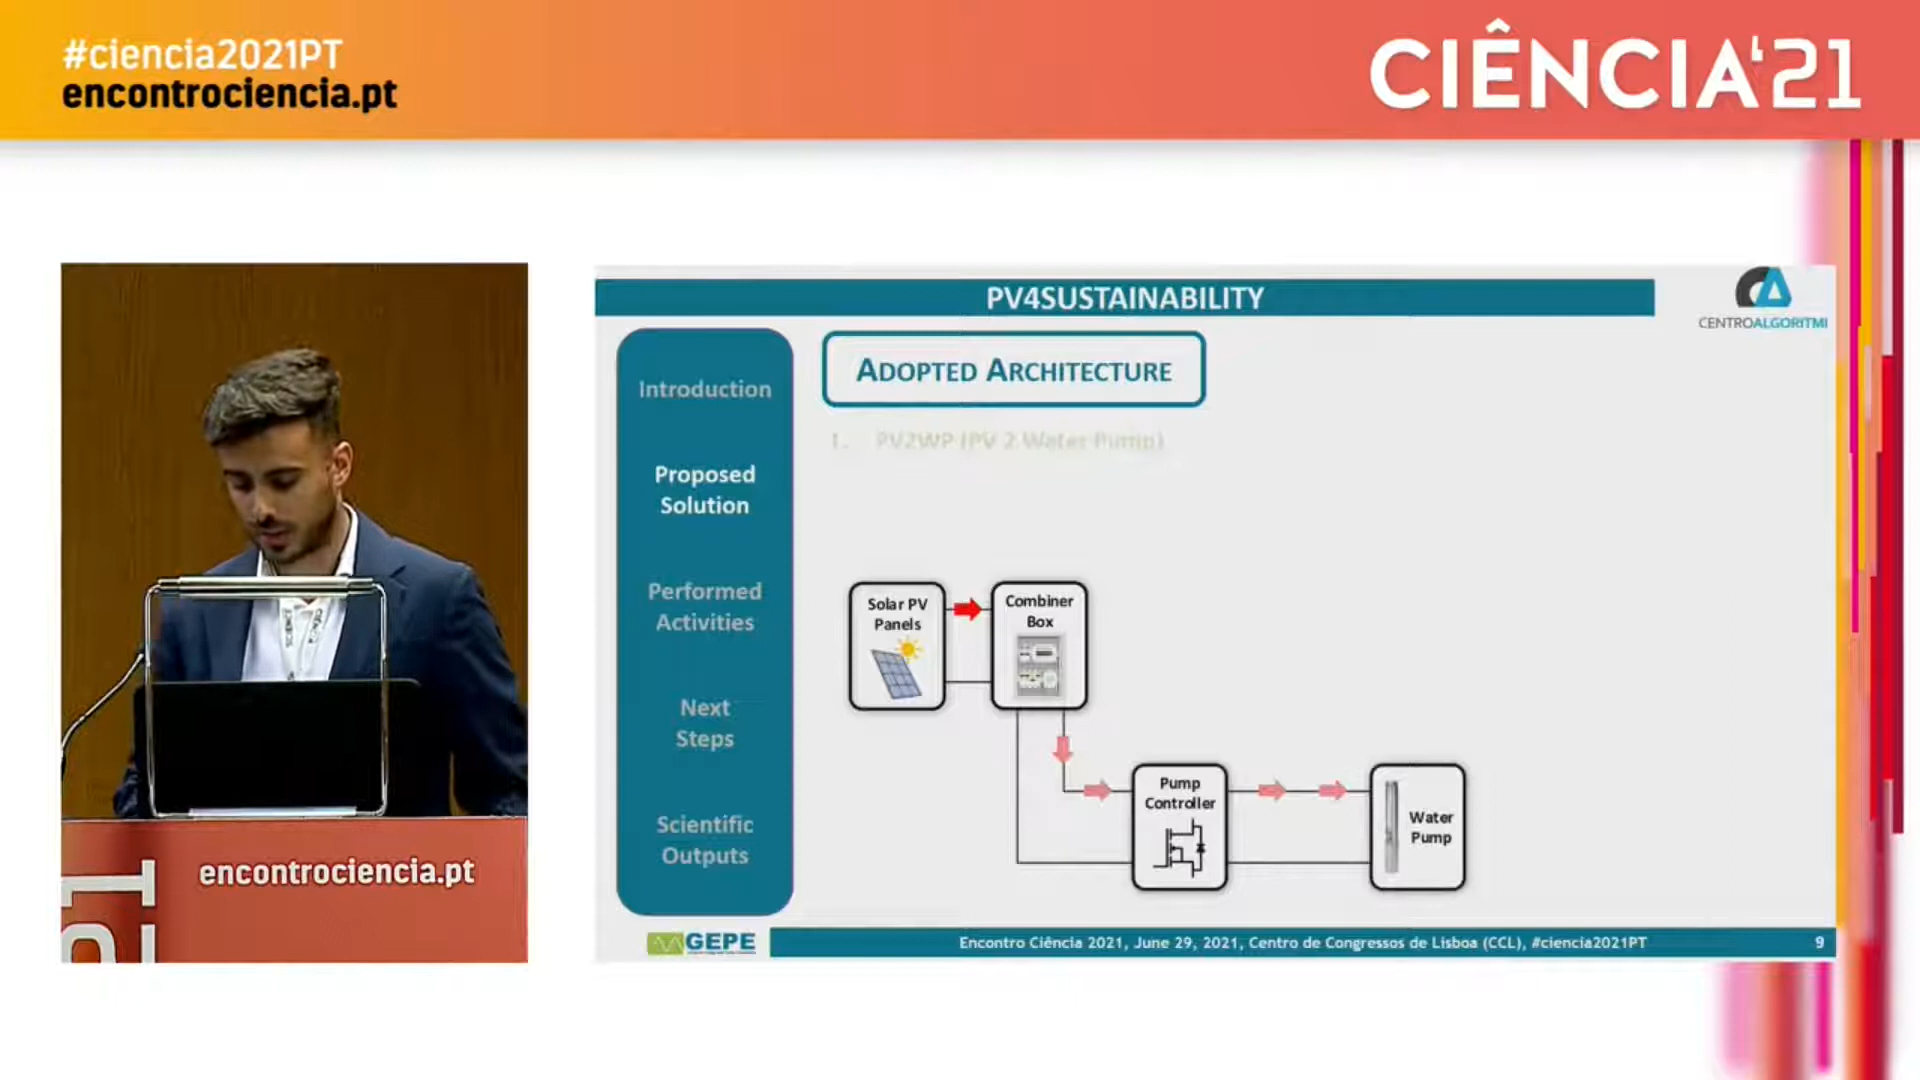 #ciencia2021PT
encontrociencia.pt
CIÊNCIA'21
encontrociencia.pt
21
PV4SUSTAINABILITY
CENTROALGORITMI
Introduction
Proposed
Solution
Performed
Activities
Next
Steps
Scientific
Outputs
ADOPTED ARCHITECTURE
1. PV2WP (PV 2 Water Pump)
Solar PV
Panels
Combiner
Box
Pump
Controller
Water
Pump
GEPE
Encontro Ciência 2021, June 29, 2021, Centro de Congressos de Lisboa (CCL), #ciencia2021PT
9